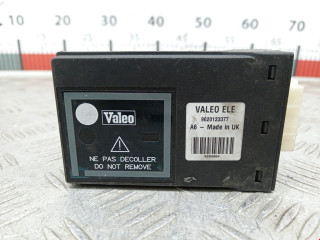 10 20 30 40 50 60 70
Valeo
NE PAS DECOLLER
DO NOT REMOVE
VALEO ELE
9620123377
A6 - Made in UK